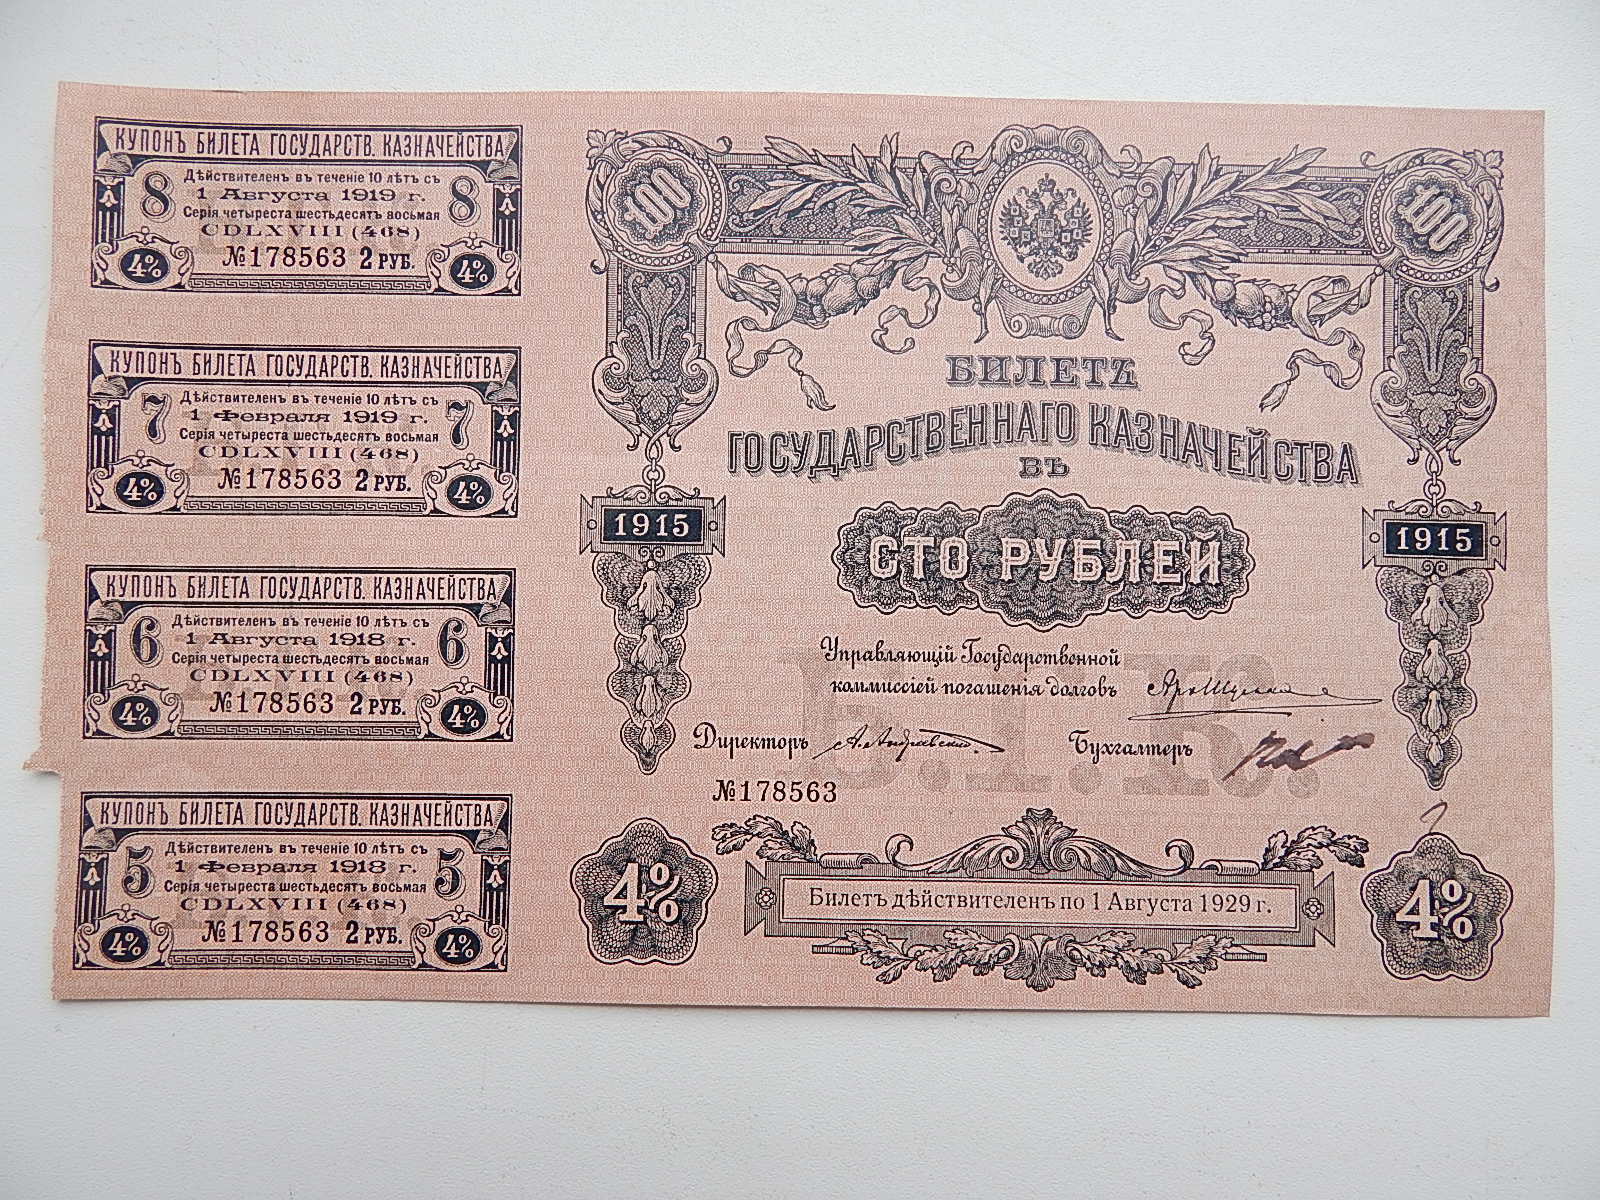 КУПОНЪ БИЛЕТА ГОСУДАРСТВ. КАЗНАЧЕЙСТВА
8 Дѣйствителенъ въ теченіе 10 лѣтъ съ 8
1 Августа 1919 г.
Серія четыреста шестьдесятъ восьмая
CDLXVIII (468)
4% №178563 2 РУБ. 4%
КУПОНЪ БИЛЕТА ГОСУДАРСТВ. КАЗНАЧЕЙСТВА
7 Дѣйствителенъ въ теченіе 10 лѣтъ съ 7
1 Февраля 1919 г.
Серія четыреста шестьдесятъ восьмая
CDLXVIII (468)
4% №178563 2 РУБ. 4%
КУПОНЪ БИЛЕТА ГОСУДАРСТВ. КАЗНАЧЕЙСТВА
6 Дѣйствителенъ въ теченіе 10 лѣтъ съ 6
1 Августа 1918 г.
Серія четыреста шестьдесятъ восьмая
CDLXVIII (468)
4% №178563 2 РУБ. 4%
КУПОНЪ БИЛЕТА ГОСУДАРСТВ. КАЗНАЧЕЙСТВА
5 Дѣйствителенъ въ теченіе 10 лѣтъ съ 5
1 Февраля 1918 г.
Серія четыреста шестьдесятъ восьмая
CDLXVIII (468)
4% №178563 2 РУБ. 4%
100 100
БИЛЕТЪ
ГОСУДАРСТВЕННАГО КАЗНАЧЕЙСТВА
ВЪ
1915 СТО РУБЛЕЙ 1915
Управляющій Государственной
коммиссіей погашенія долговъ
Директоръ Бухгалтеръ
Б.Г.К.
№178563
4% Билетъ дѣйствителенъ по 1 Августа 1929 г. 4%